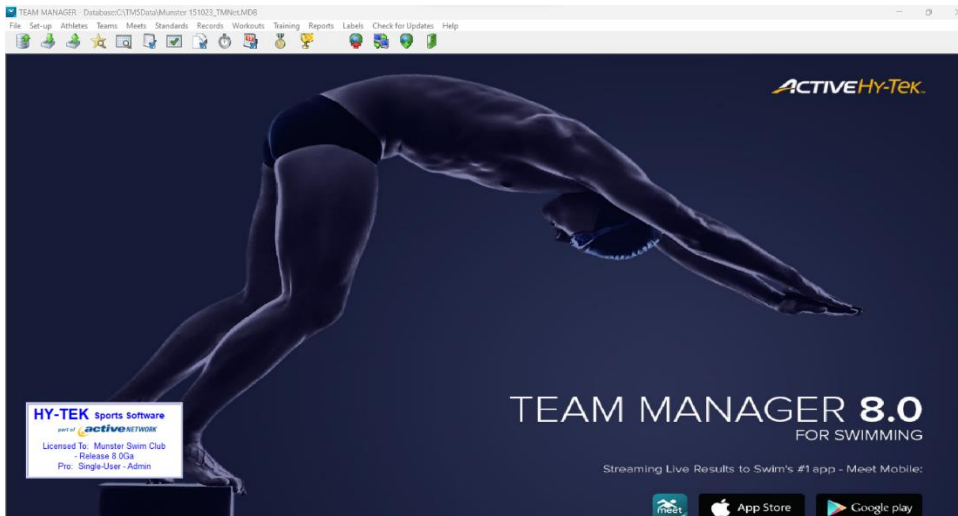 TEAM MANAGER - Database:C:\TM5Data\Munster 151023_TMNet.MDB
File Set-up Athletes Teams Meets Standards Records Workouts Training Reports Labels Check for Updates Help
ACTIVE HY-TEK
HY-TEK Sports Software
part of active NETWORK
Licensed To: Munster Swim Club
- Release 8.0Ga
Pro: Single-User - Admin
TEAM MANAGER 8.0
FOR SWIMMING
Streaming Live Results to Swim's #1 app - Meet Mobile:
meet App Store Google play